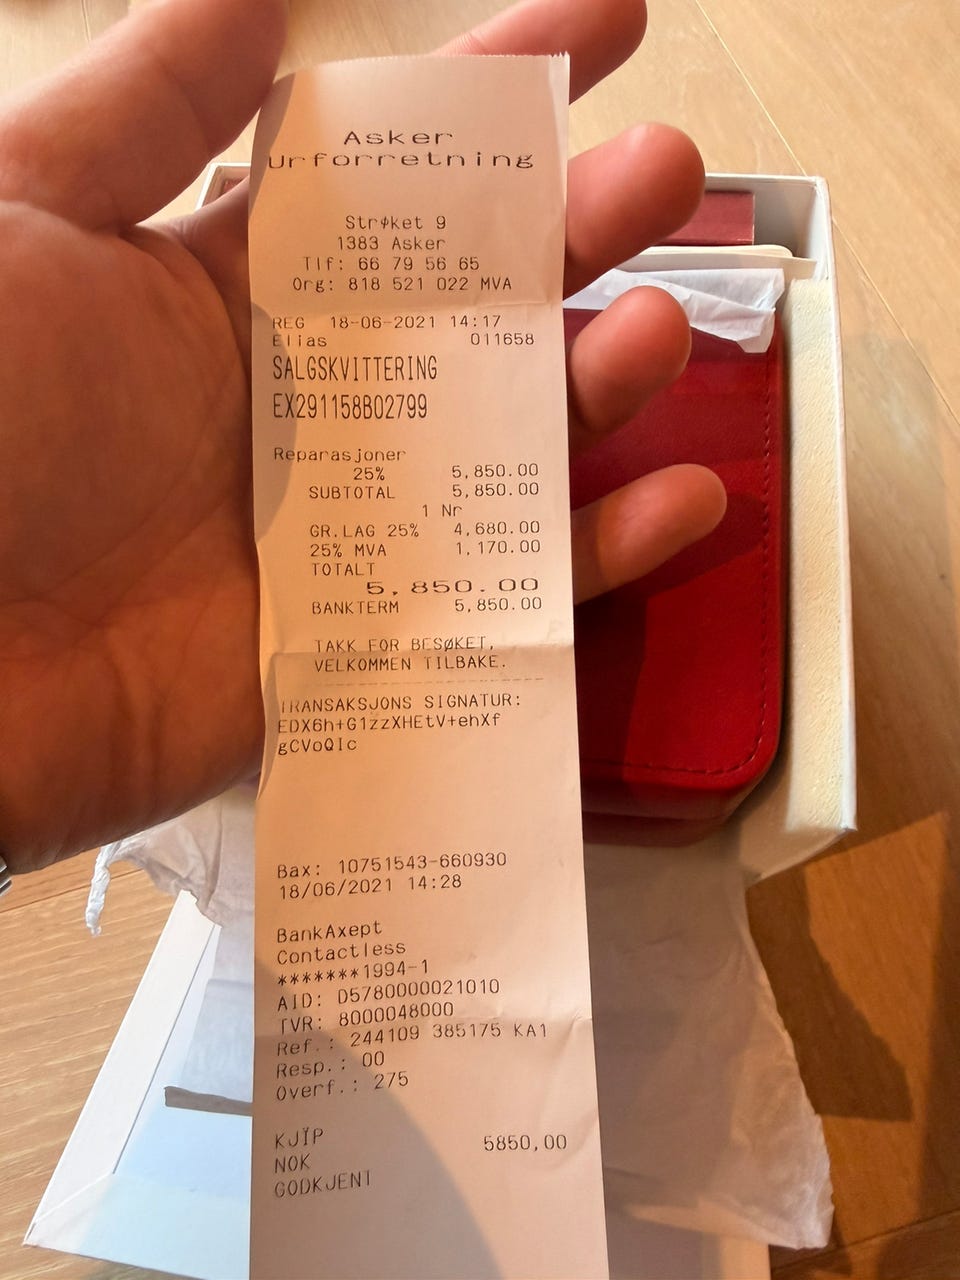 Asker
Urforretning
Strøket 9
1383 Asker
Tlf: 66 79 56 65
Org: 818 521 022 MVA
REG 18-06-2021 14:17
Elias 011658
SALGSKVITTERING
EX291158B02799
Reparasjoner
25% 5,850.00
SUBTOTAL 5,850.00
1 Nr
GR.LAG 25% 4,680.00
25% MVA 1,170.00
TOTALT
5,850.00
BANKTERM 5,850.00
TAKK FOR BESØKET,
VELKOMMEN TILBAKE.
TRANSAKSJONS SIGNATUR:
EDX6h+G1zzXHEtV+ehXf
gCVoQIc
Bax: 10751543-660930
18/06/2021 14:28
BankAxept
Contactless
*******1994-1
AID: D5780000021010
TVR: 8000048000
Ref.: 244109 385175 KA1
Resp.: 00
Overf.: 275
KJÏP 5850,00
NOK
GODKJENT